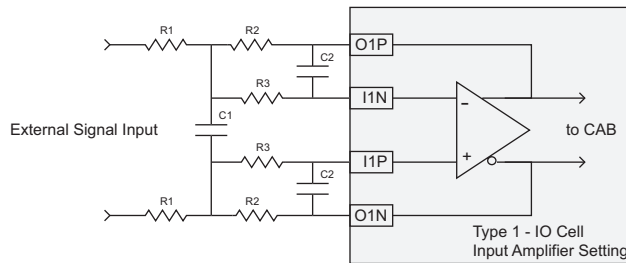 R1
R2
O1P
C2
R3
I1N
−
C1
External Signal Input
to CAB
R3
I1P
+
C2
R1
R2
O1N
Type 1 - IO Cell
Input Amplifier Setting